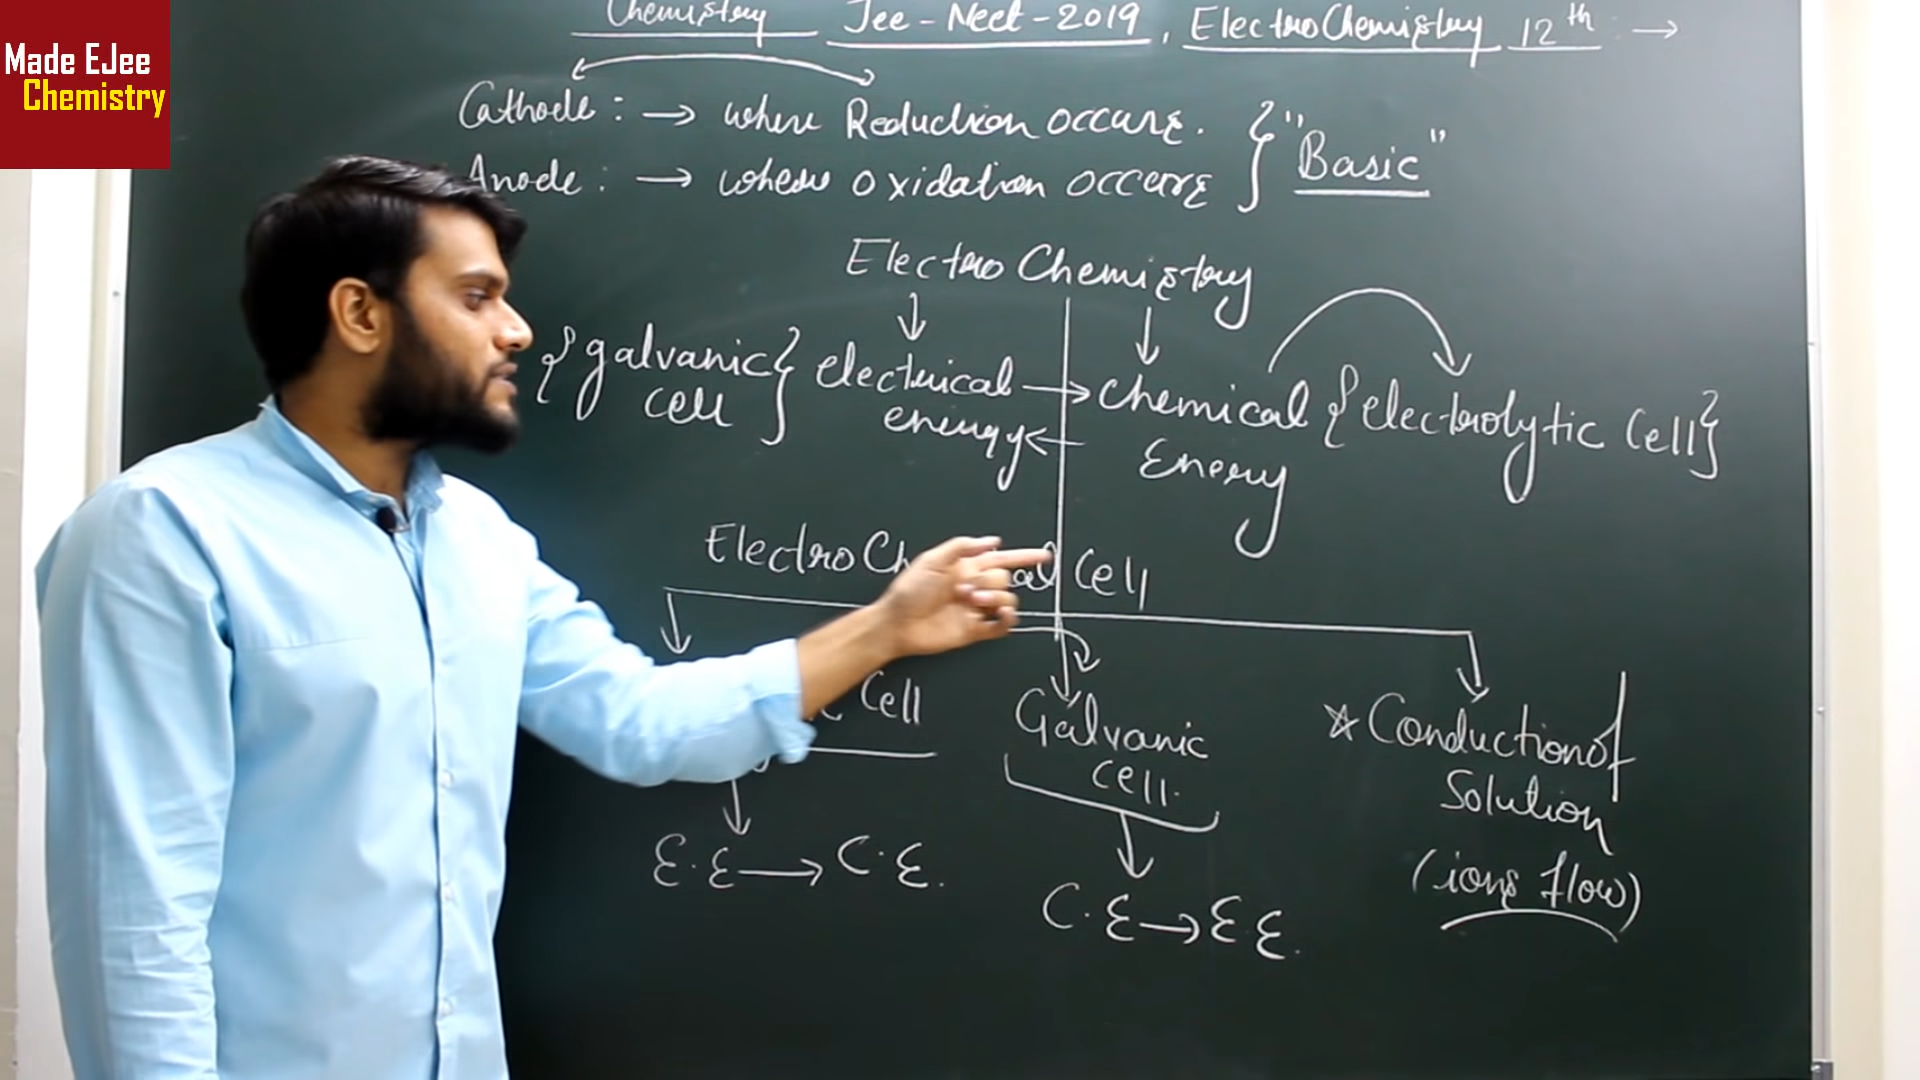 Made EJee
Chemistry
Chemistry Jee-Neet-2019, ElectroChemistry 12th →
Cathode : → where Reduction occurs.
Anode : → where oxidation occurs } "Basic"
Electro Chemistry
{galvanic cell} electrical energy → Chemical Energy {electrolytic Cell}
Electro Ch al Cell
Cell
Galvanic
cell.
☆ Conduction of
Solution
(ions flow)
E.E → C.E.
C.E → E.E.